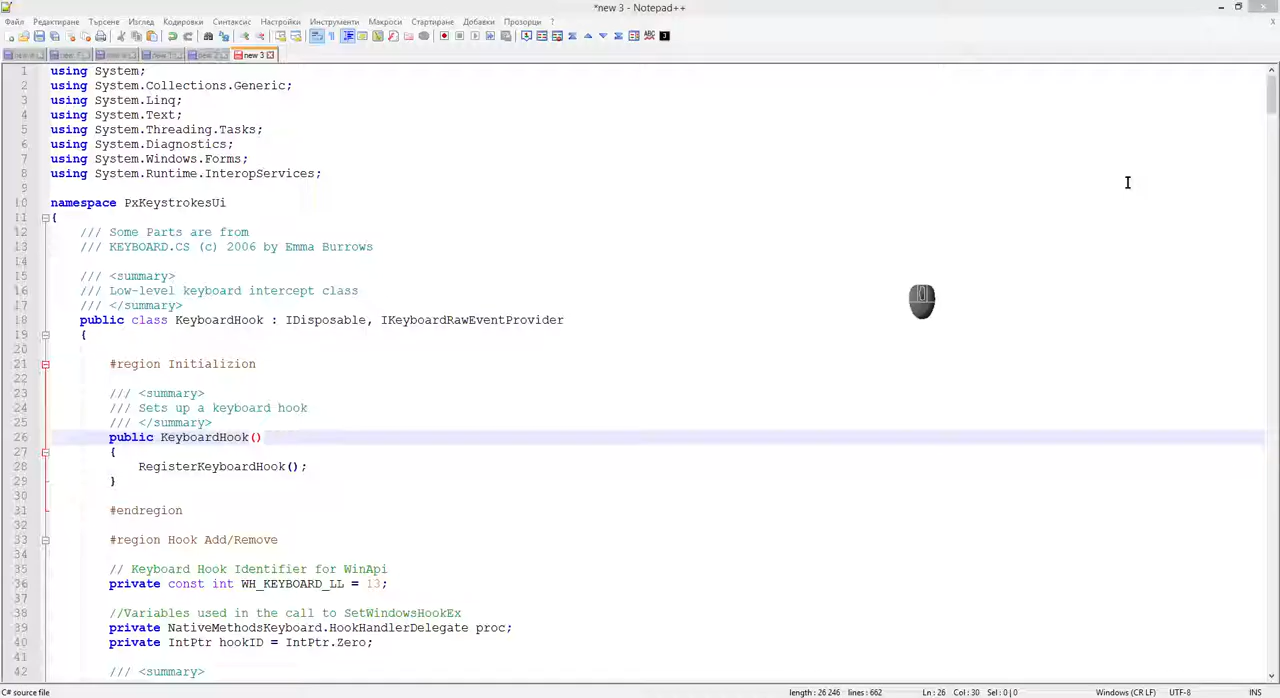 *new 3 - Notepad++
Файл Редактиране Търсене Изглед Кодировки Синтаксис Настройки Инструменти Макроси Стартиране Добавки Прозорци ?
new 3
1 using System;
2 using System.Collections.Generic;
3 using System.Linq;
4 using System.Text;
5 using System.Threading.Tasks;
6 using System.Diagnostics;
7 using System.Windows.Forms;
8 using System.Runtime.InteropServices;
9
10 namespace PxKeystrokesUi
11 {
12 /// Some Parts are from
13 /// KEYBOARD.CS (c) 2006 by Emma Burrows
14
15 /// <summary>
16 /// Low-level keyboard intercept class
17 /// </summary>
18 public class KeyboardHook : IDisposable, IKeyboardRawEventProvider
19 {
20
21 #region Initializion
22
23 /// <summary>
24 /// Sets up a keyboard hook
25 /// </summary>
26 public KeyboardHook()
27 {
28 RegisterKeyboardHook();
29 }
30
31 #endregion
32
33 #region Hook Add/Remove
34
35 // Keyboard Hook Identifier for WinApi
36 private const int WH_KEYBOARD_LL = 13;
37
38 //Variables used in the call to SetWindowsHookEx
39 private NativeMethodsKeyboard.HookHandlerDelegate proc;
40 private IntPtr hookID = IntPtr.Zero;
41
42 /// <summary>
C# source file length : 26 246 lines : 662 Ln : 26 Col : 30 Sel : 0 | 0 Windows (CR LF) UTF-8 INS